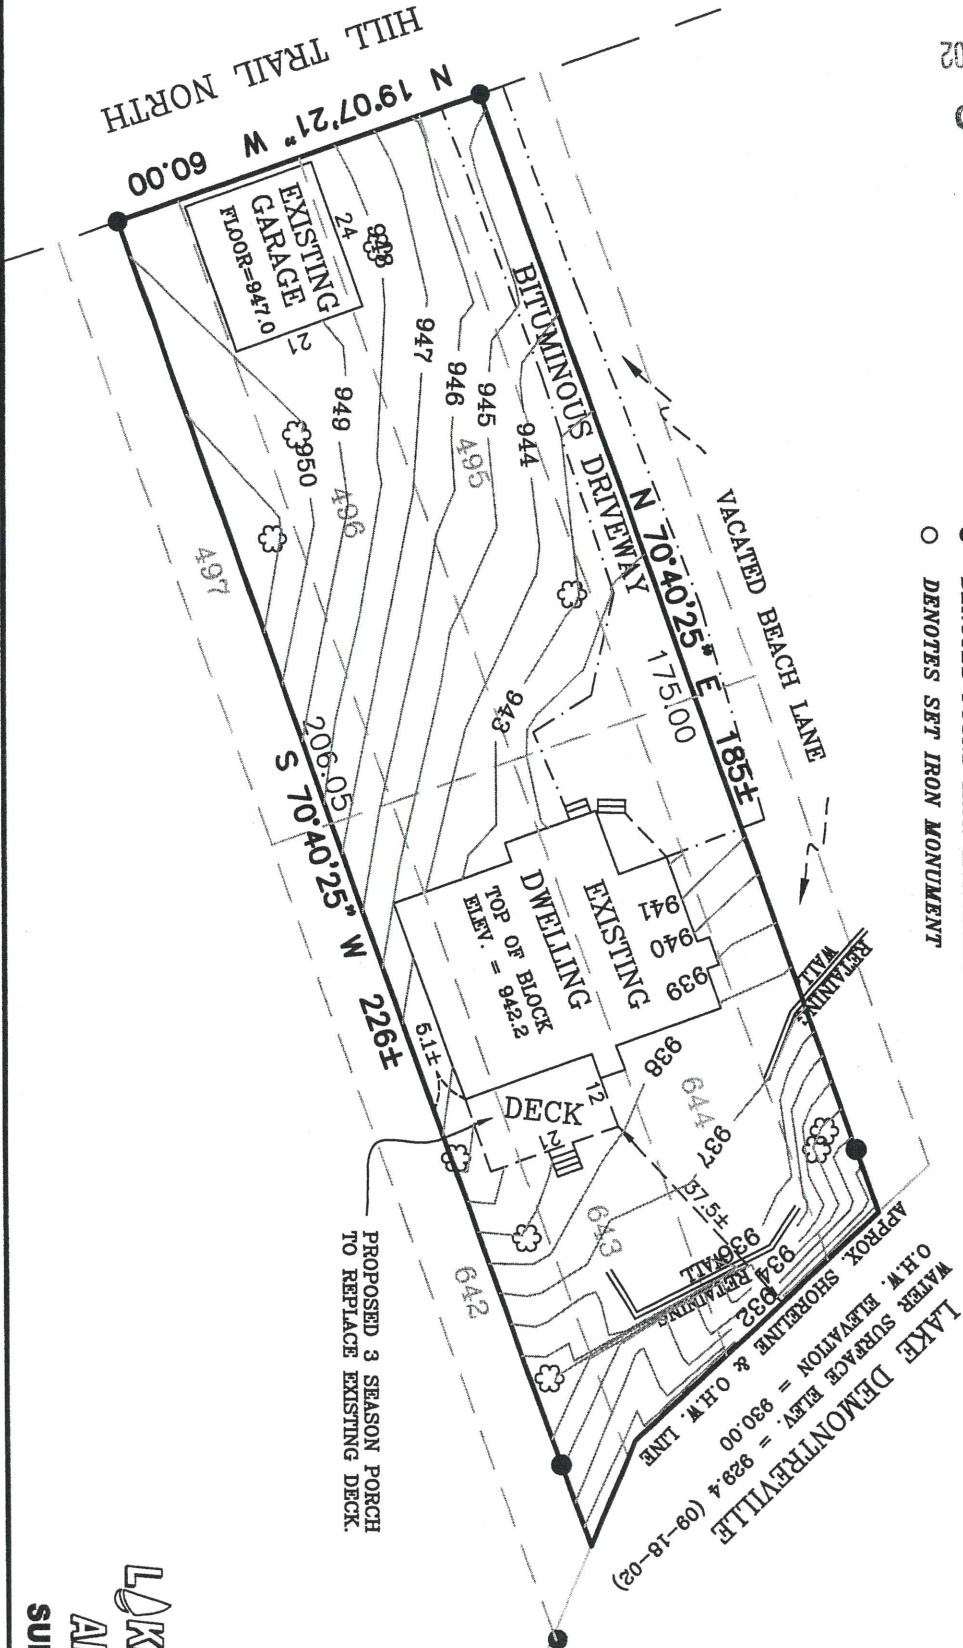 HILL TRAIL NORTH
N 19°07'21" W 60.00
EXISTING
GARAGE
FLOOR=947.0
24
21
948
947
946
945
944
949
950
943
495
496
497
BITUMINOUS DRIVEWAY
N 70°40'25" E 185±
175.00
VACATED BEACH LANE
206.05
S 70°40'25" W 226±
EXISTING
DWELLING
TOP OF BLOCK
ELEV. = 942.2
941
940
939
938
937
936
934
932
5.1±
DECK
12
21
37.5±
644
643
642
RETAINING
WALL
RETAINING
WALL
APPROX. SHORELINE & O.H.W. LINE
O.H.W. ELEVATION = 930.00
WATER SURFACE ELEV. = 929.4 (09-18-02)
LAKE DEMONTREVILLE
PROPOSED 3 SEASON PORCH
TO REPLACE EXISTING DECK.
O DENOTES SET IRON MONUMENT
02